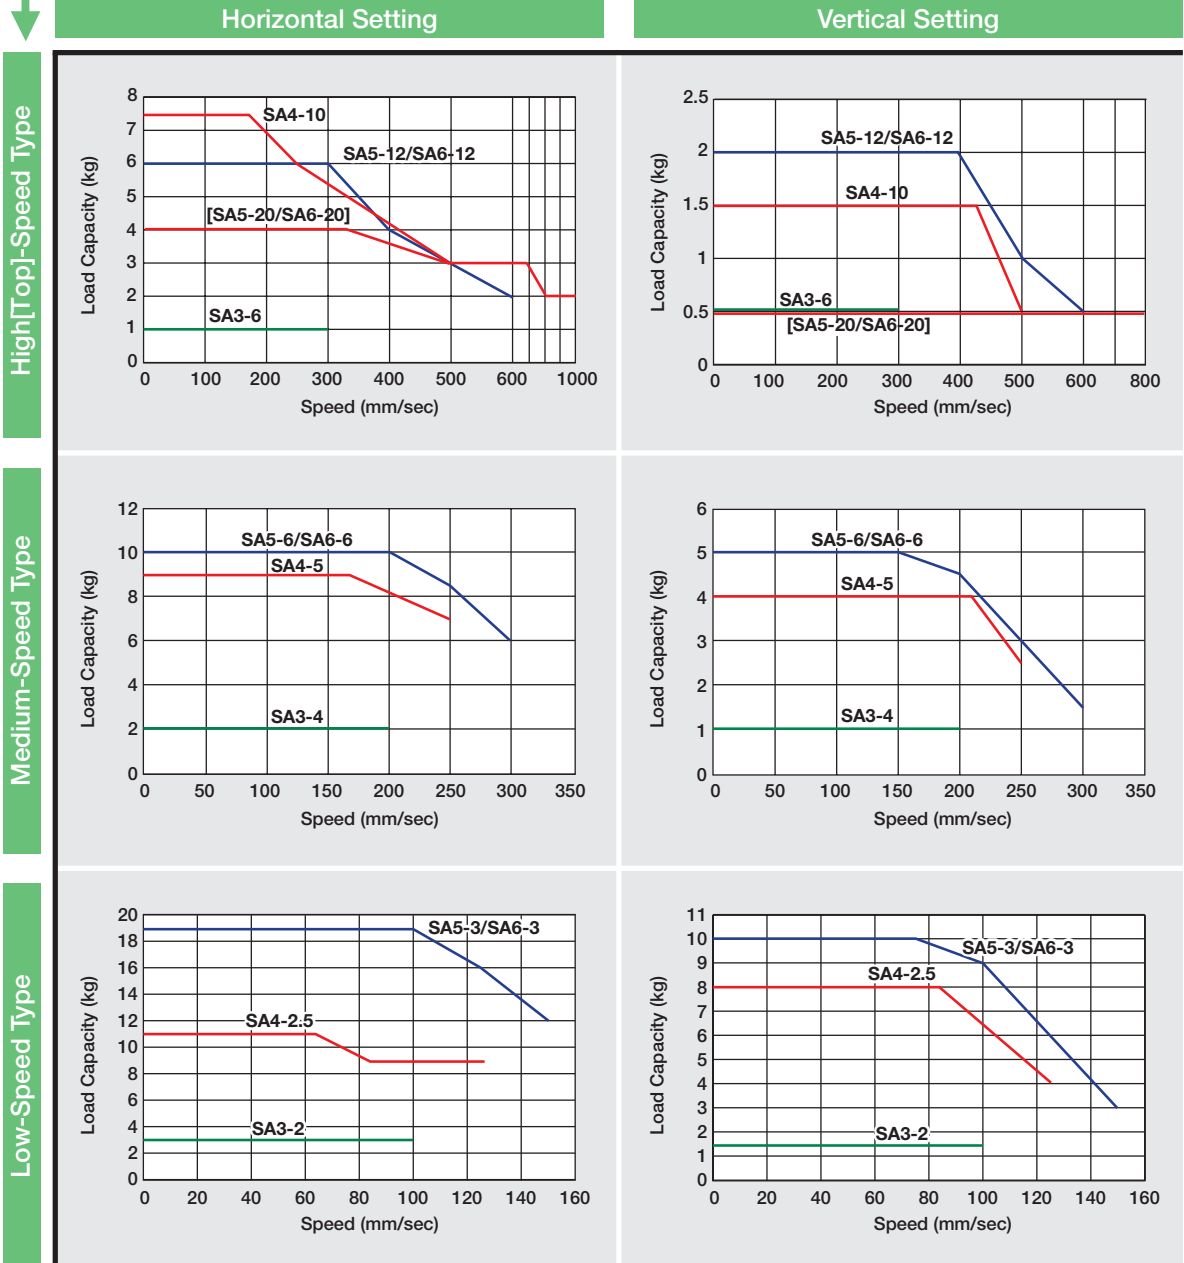 Horizontal Setting
Vertical Setting
High[Top]-Speed Type
8
7
6
5
4
3
2
1
0
Load Capacity (kg)
SA4-10
SA5-12/SA6-12
[SA5-20/SA6-20]
SA3-6
0 100 200 300 400 500 600 1000
Speed (mm/sec)
2.5
2
1.5
1
0.5
0
Load Capacity (kg)
SA5-12/SA6-12
SA4-10
SA3-6
[SA5-20/SA6-20]
0 100 200 300 400 500 600 800
Speed (mm/sec)
Medium-Speed Type
12
10
8
6
4
2
0
Load Capacity (kg)
SA5-6/SA6-6
SA4-5
SA3-4
0 50 100 150 200 250 300 350
Speed (mm/sec)
6
5
4
3
2
1
0
Load Capacity (kg)
SA5-6/SA6-6
SA4-5
SA3-4
0 50 100 150 200 250 300 350
Speed (mm/sec)
Low-Speed Type
20
18
16
14
12
10
8
6
4
2
0
Load Capacity (kg)
SA5-3/SA6-3
SA4-2.5
SA3-2
0 20 40 60 80 100 120 140 160
Speed (mm/sec)
11
10
9
8
7
6
5
4
3
2
1
0
Load Capacity (kg)
SA5-3/SA6-3
SA4-2.5
SA3-2
0 20 40 60 80 100 120 140 160
Speed (mm/sec)